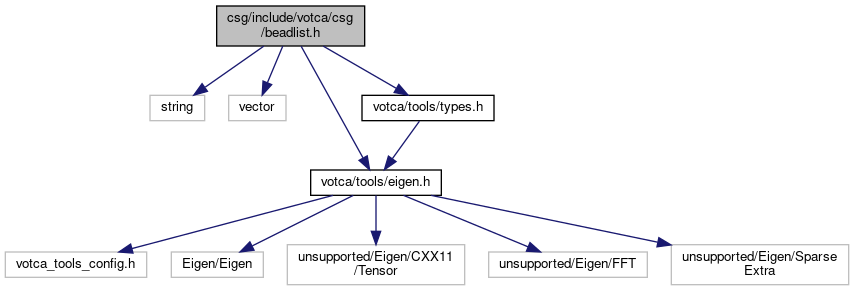 csg/include/votca/csg
/beadlist.h
string
vector
votca/tools/types.h
votca/tools/eigen.h
votca_tools_config.h
Eigen/Eigen
unsupported/Eigen/CXX11
/Tensor
unsupported/Eigen/FFT
unsupported/Eigen/Sparse
Extra